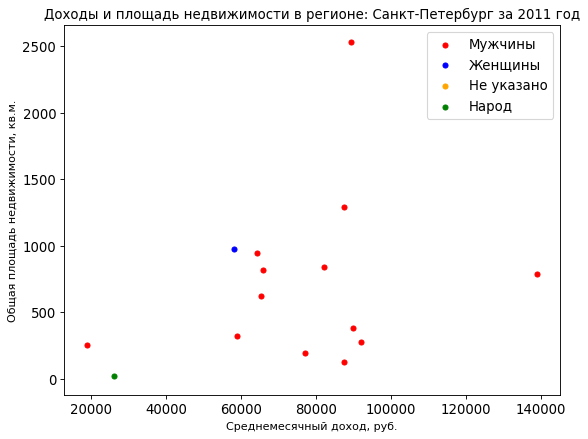 Доходы и площадь недвижимости в регионе: Санкт-Петербург за 2011 год
Мужчины
Женщины
Не указано
Народ
Общая площадь недвижимости, кв.м.
2500
2000
1500
1000
500
0
20000 40000 60000 80000 100000 120000 140000
Среднемесячный доход, руб.